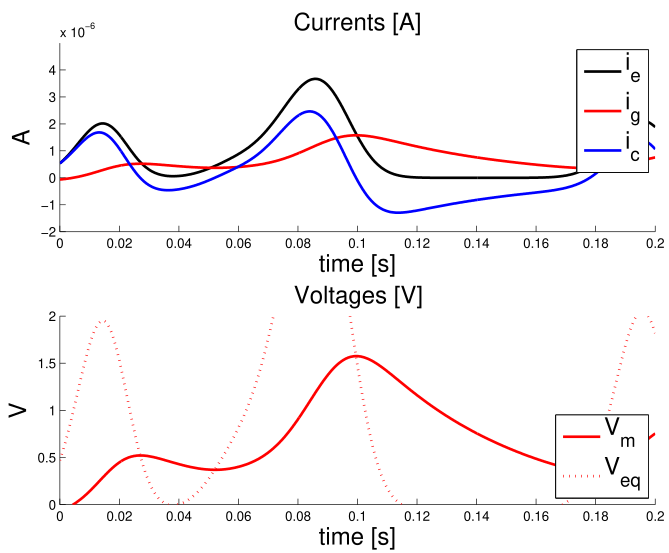 Currents [A]
x 10^-6
4
3
2
1
0
−1
−2
A
0 0.02 0.04 0.06 0.08 0.1 0.12 0.14 0.16 0.18 0.2
time [s]
i_e
i_g
i_c
Voltages [V]
2
1.5
1
0.5
0
V
0 0.02 0.04 0.06 0.08 0.1 0.12 0.14 0.16 0.18 0.2
time [s]
V_m
V_eq